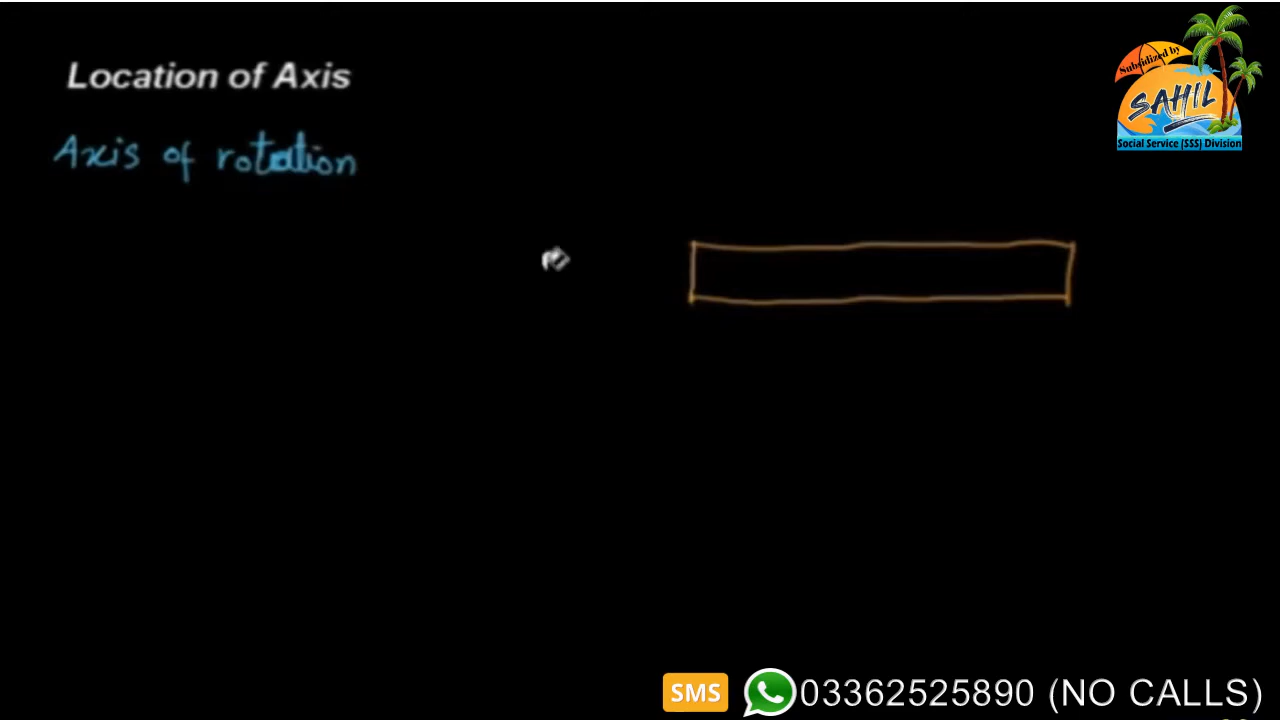 Location of Axis
Axis of rotation
Subsidized by
SAHIL
Social Service (SSS) Division
SMS
03362525890 (NO CALLS)